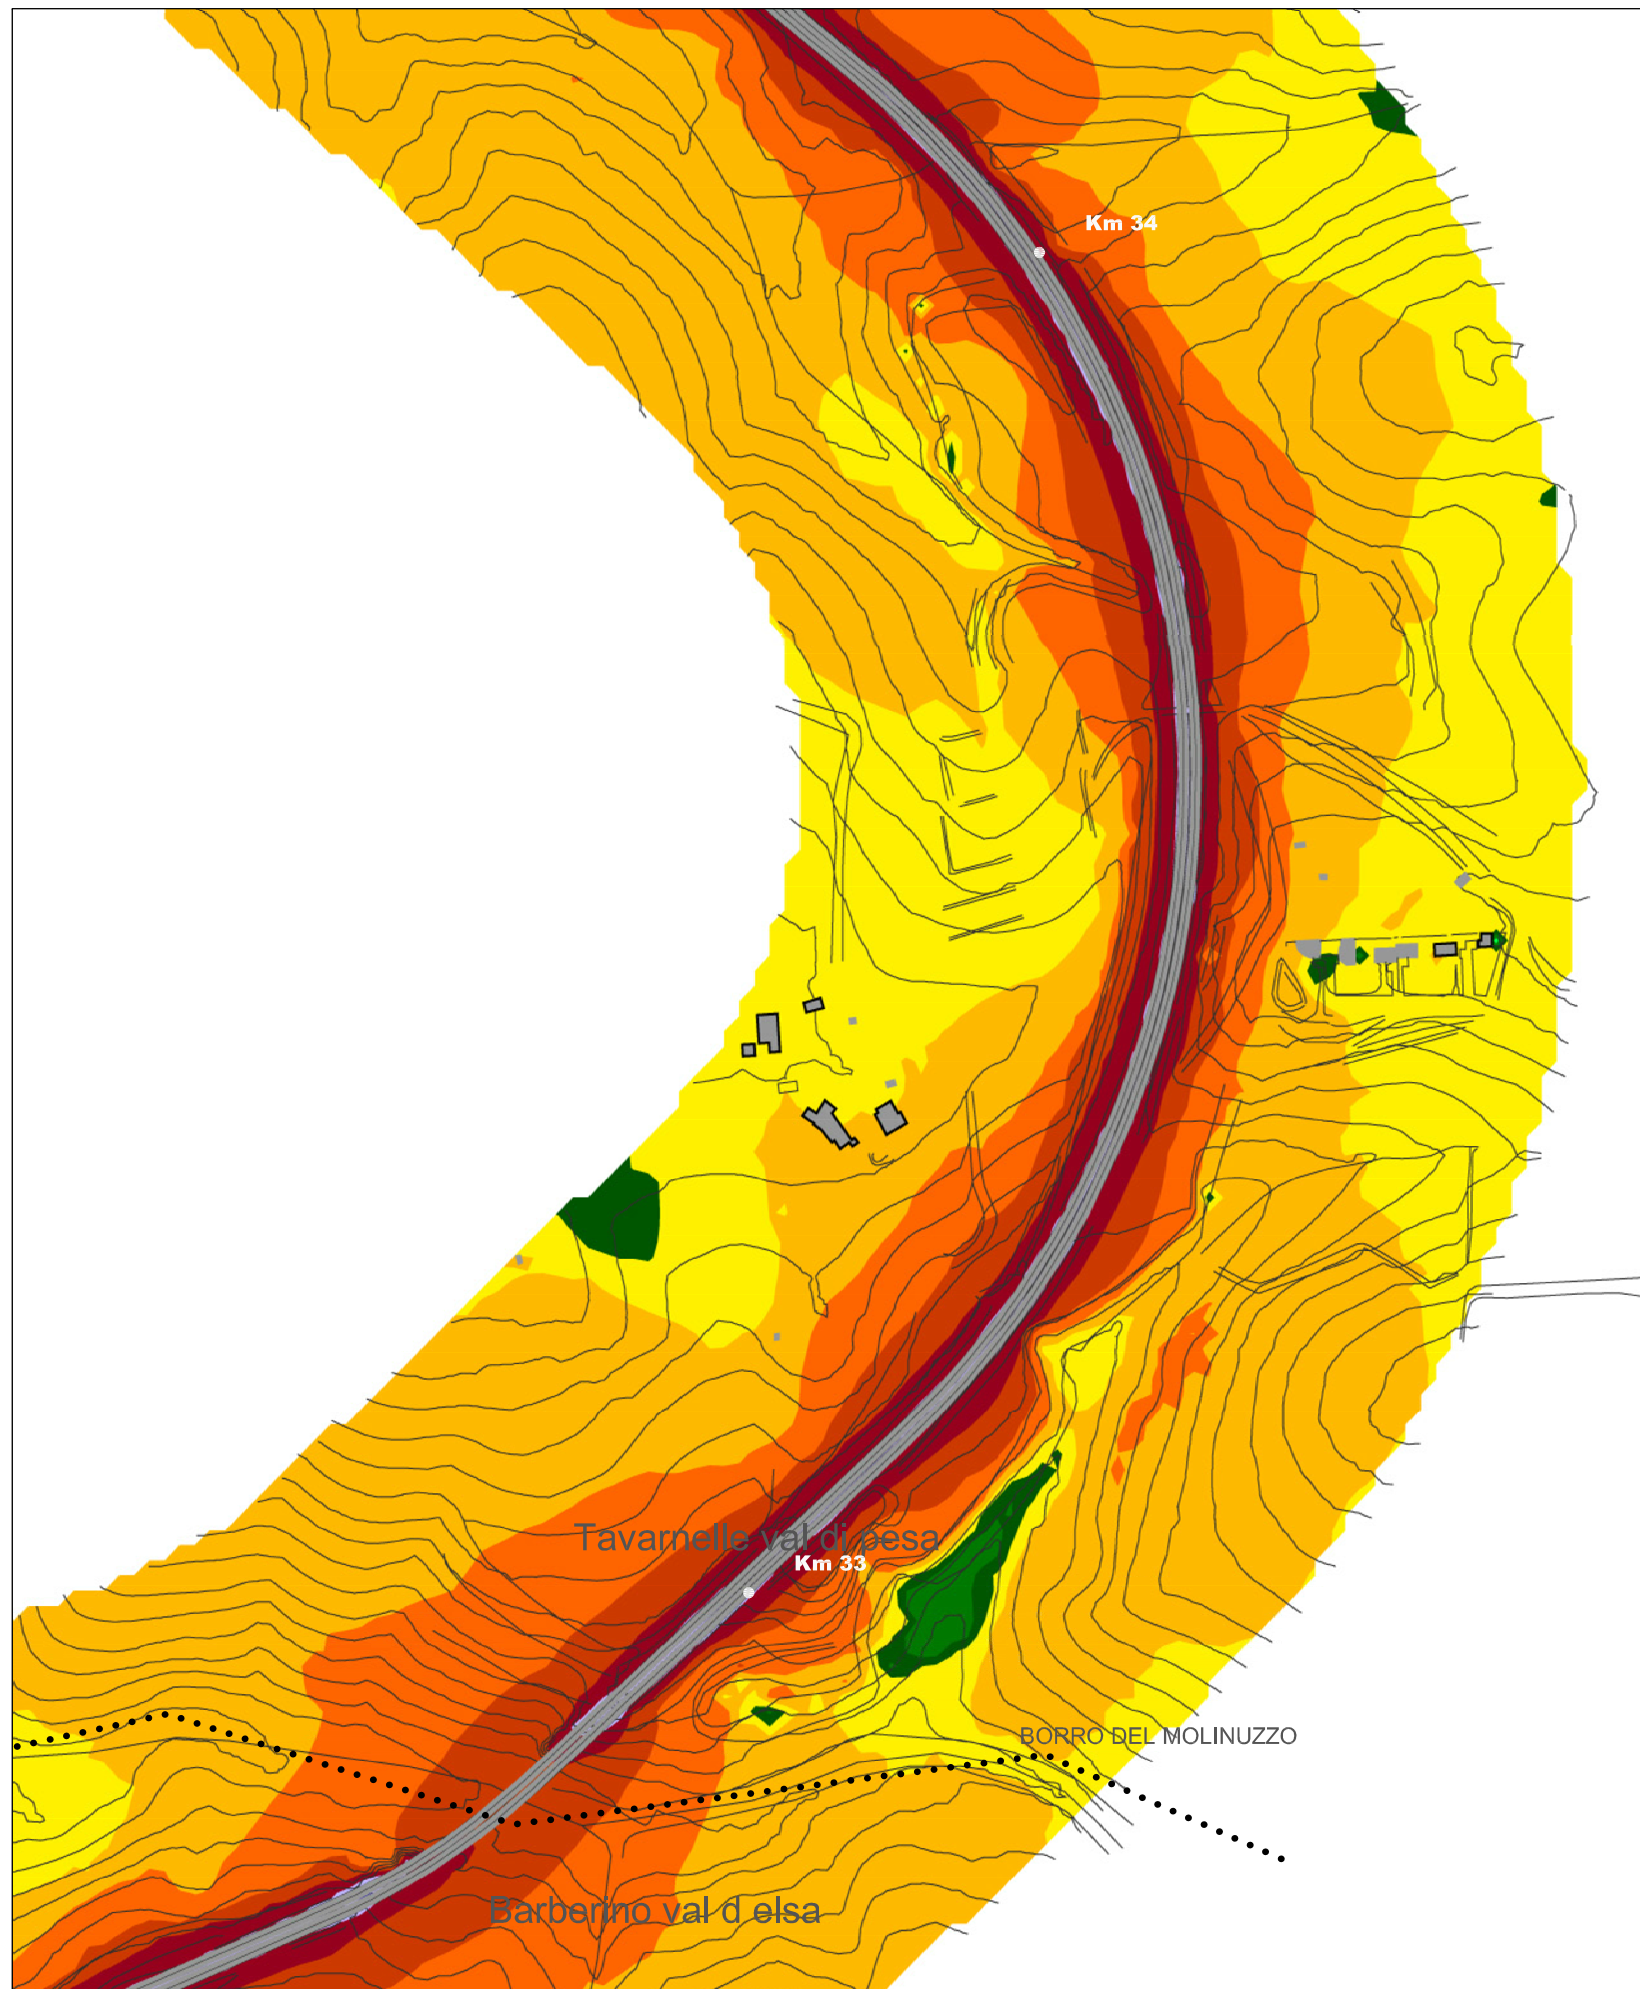 Km 34
Tavarnelle val di pesa
Km 33
BORRO DEL MOLINUZZO
Barberino val d elsa